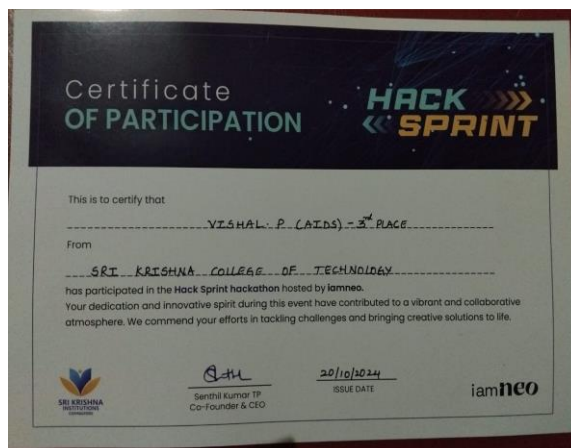 Certificate
OF PARTICIPATION
HACK
SPRINT
This is to certify that
VISHAL. P (AIDS) - 3rd PLACE
From
SRI KRISHNA COLLEGE OF TECHNOLOGY
has participated in the Hack Sprint hackathon hosted by iamneo.
Your dedication and innovative spirit during this event have contributed to a vibrant and collaborative
atmosphere. We commend your efforts in tackling challenges and bringing creative solutions to life.
20/10/2024
Senthil Kumar TP
ISSUE DATE
Co-Founder & CEO
SRI KRISHNA
INSTITUTIONS
iamneo